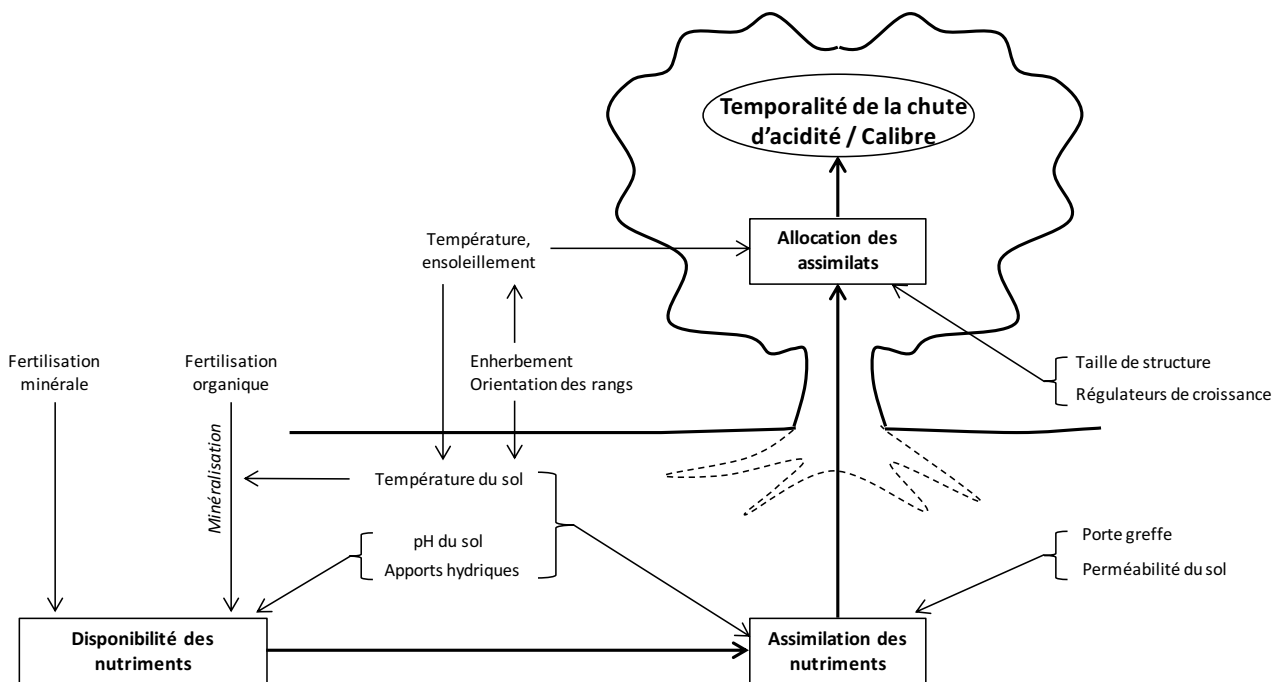 Temporalité de la chute
d'acidité / Calibre
Allocation des
assimilats
Température,
ensoleillement
Fertilisation
minérale
Fertilisation
organique
Enherbement
Orientation des rangs
Taille de structure
Régulateurs de croissance
Minéralisation
Température du sol
pH du sol
Apports hydriques
Porte greffe
Perméabilité du sol
Disponibilité des
nutriments
Assimilation des
nutriments